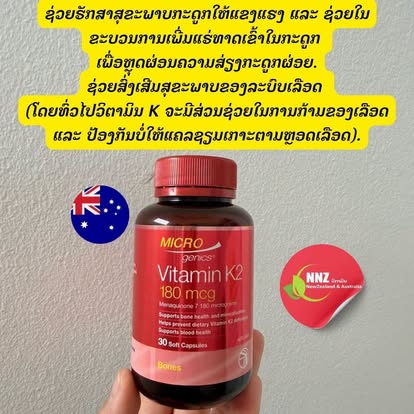 ຊ່ວຍຮັກສາສຸຂະພາບກະດູກໃຫ້ແຂງແຮງ ແລະ ຊ່ວຍໃນ
ຂະບວນການເພີ່ມແຮ່ທາດເຂົ້າໃນກະດູກ
ເພື່ອຫຼຸດຜ່ອນຄວາມສ່ຽງກະດູກຜ່ອຍ.
ຊ່ວຍສົ່ງເສີມສຸຂະພາບຂອງລະບົບເລືອດ
(ໂດຍທົ່ວໄປວິຕາມິນ K ຈະມີສ່ວນຊ່ວຍໃນການກ້າມຂອງເລືອດ
ແລະ ປ້ອງກັນບໍ່ໃຫ້ແຄລຊຽມເກາະຕາມຫຼອດເລືອດ).
MICRO
genics®
Vitamin K2
180 mcg
Menaquinone 7 180 micrograms
Supports bone health and mineralisation
Helps prevent dietary Vitamin K2 deficiency
Supports blood health
30 Soft Capsules
Bones
NNZ ວິຕາມິນ
NewZealand & Australia